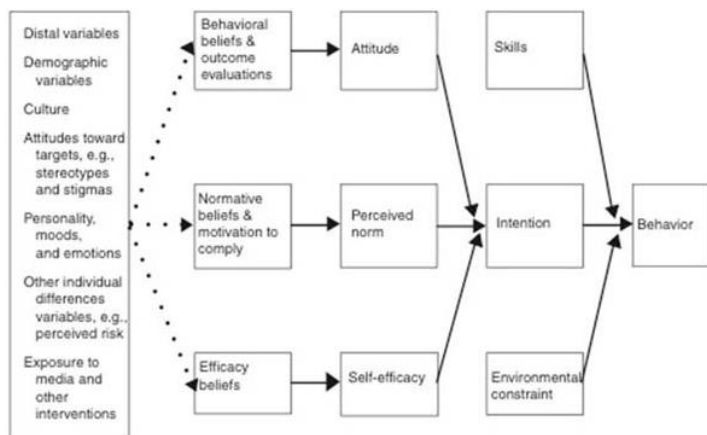 Distal variables
Demographic
variables
Culture
Attitudes toward
targets, e.g.,
stereotypes
and stigmas
Personality,
moods,
and emotions
Other individual
differences
variables, e.g.,
perceived risk
Exposure to
media and
other
interventions
Behavioral
beliefs &
outcome
evaluations
Attitude
Skills
Normative
beliefs &
motivation to
comply
Perceived
norm
Intention
Behavior
Efficacy
beliefs
Self-efficacy
Environmental
constraint